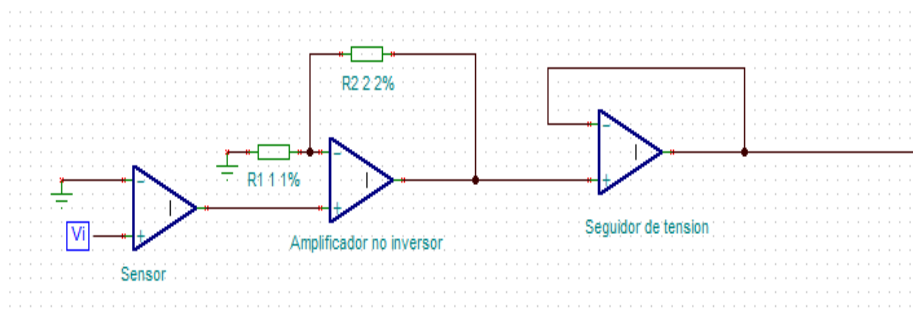 R2 2 2%
R1 1 1%
Vi
Sensor
Amplificador no inversor
Seguidor de tension